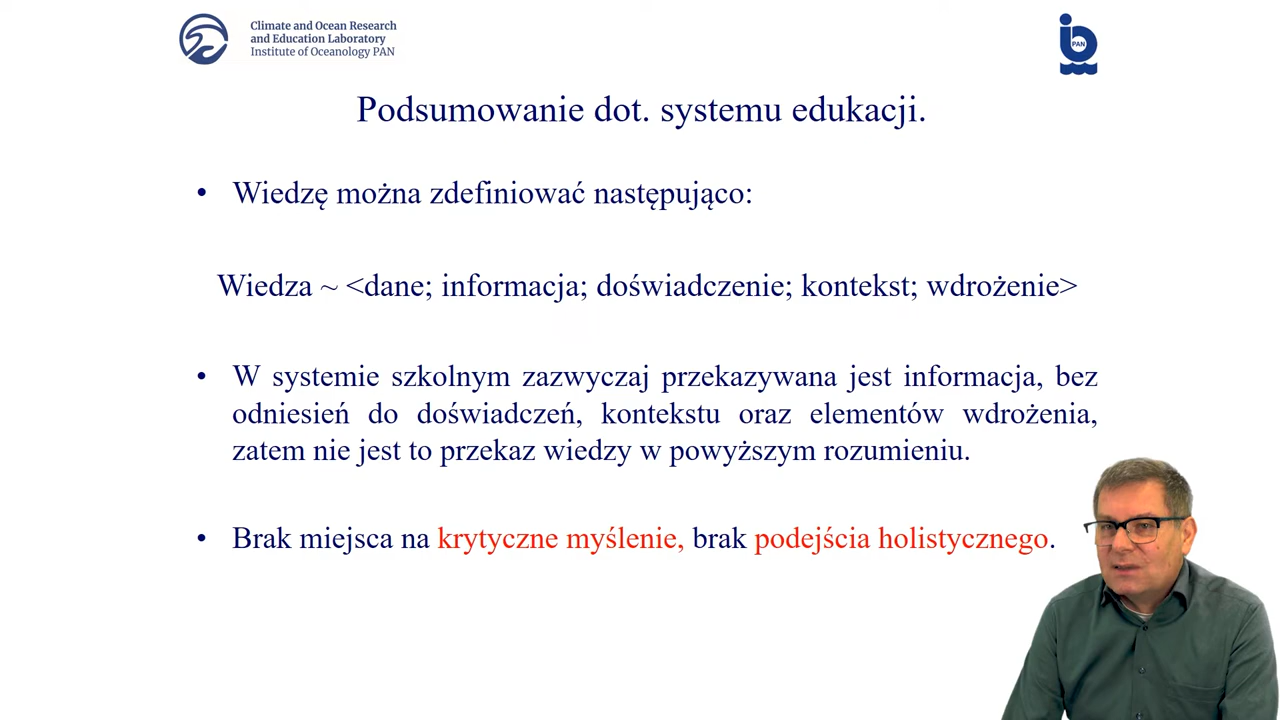 Climate and Ocean Research
and Education Laboratory
Institute of Oceanology PAN
PAN
Podsumowanie dot. systemu edukacji.
• Wiedzę można zdefiniować następująco:
Wiedza ~ <dane; informacja; doświadczenie; kontekst; wdrożenie>
• W systemie szkolnym zazwyczaj przekazywana jest informacja, bez
odniesień do doświadczeń, kontekstu oraz elementów wdrożenia,
zatem nie jest to przekaz wiedzy w powyższym rozumieniu.
• Brak miejsca na krytyczne myślenie, brak podejścia holistycznego.